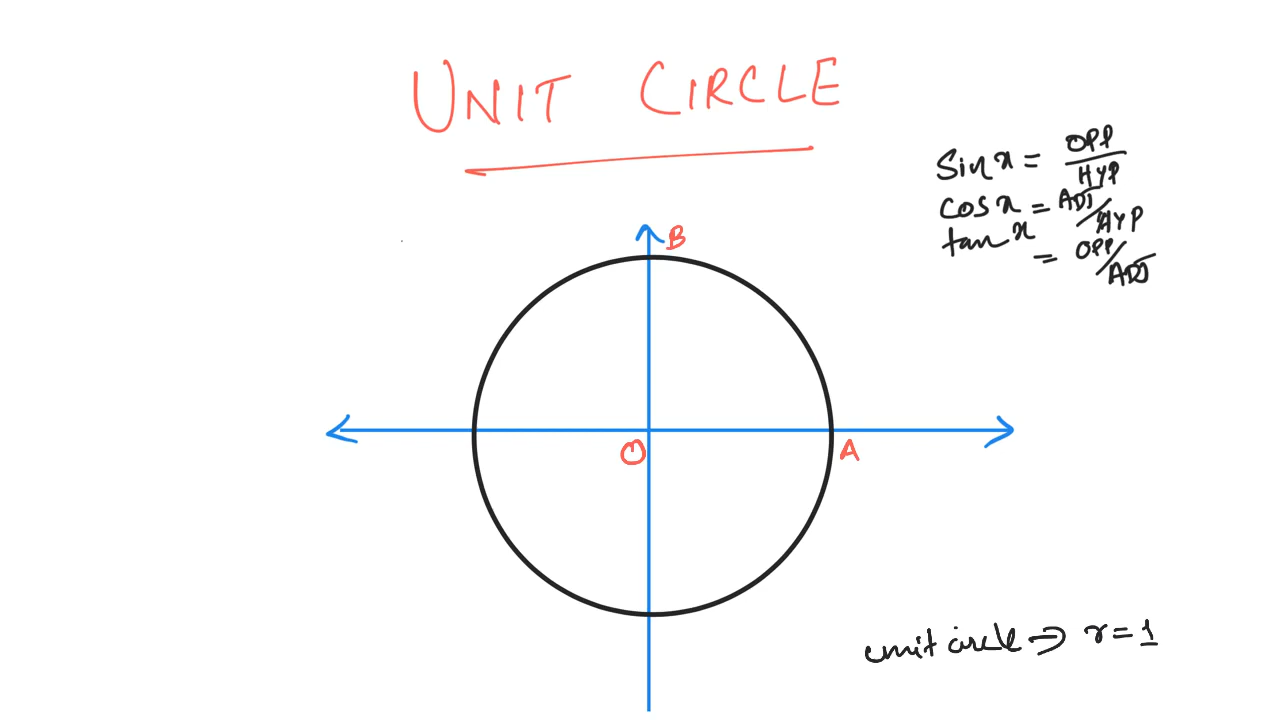 UNIT CIRCLE
Sin x = OPP / HYP
cos x = ADJ / HYP
tan x = OPP / ADJ
B
O
A
unit circle → r = 1